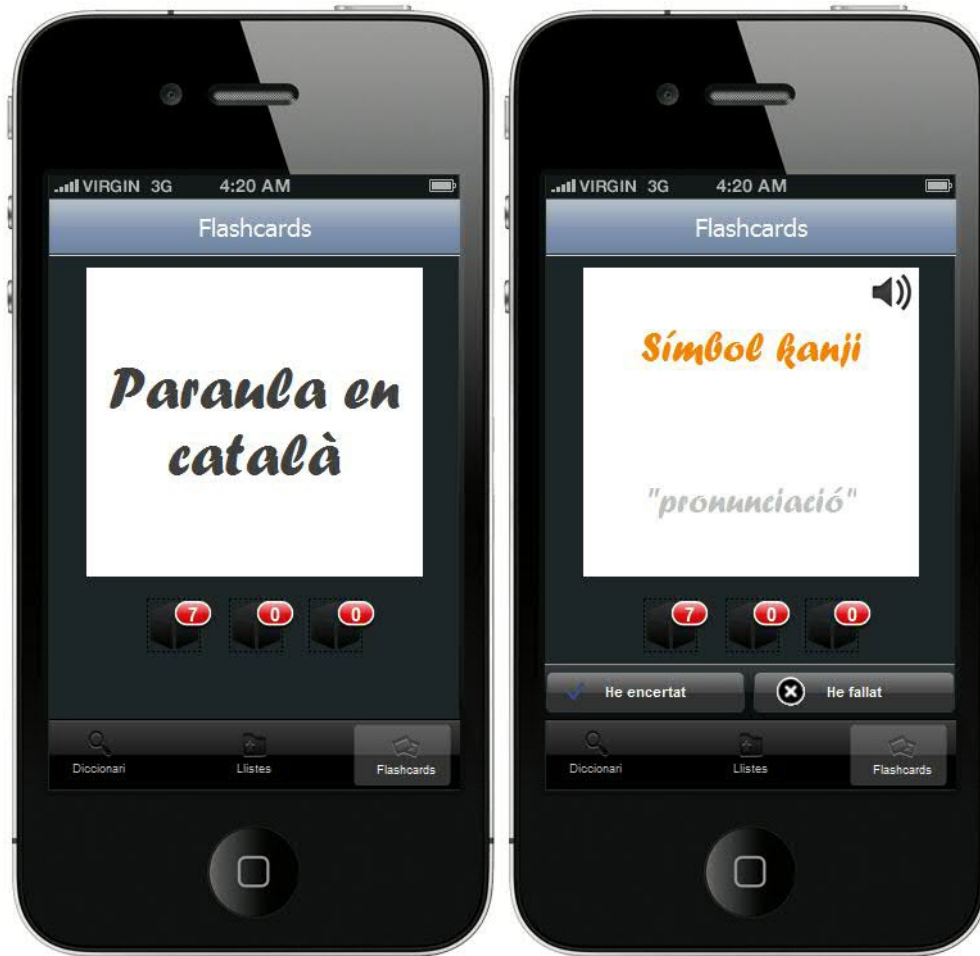 VIRGIN 3G 4:20 AM
Flashcards
Paraula en
català
7 0 0
Diccionari Llistes Flashcards
VIRGIN 3G 4:20 AM
Flashcards
Símbol kanji
"pronunciació"
7 0 0
He encertat He fallat
Diccionari Llistes Flashcards